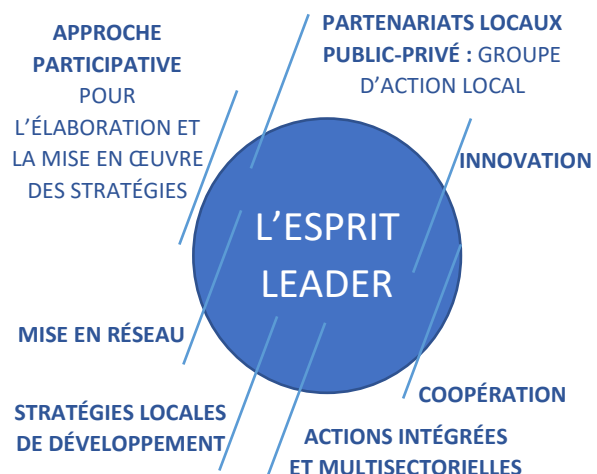 APPROCHE
PARTICIPATIVE
POUR
L'ÉLABORATION ET
LA MISE EN ŒUVRE
DES STRATÉGIES
PARTENARIATS LOCAUX
PUBLIC-PRIVÉ : GROUPE
D'ACTION LOCAL
INNOVATION
L'ESPRIT
LEADER
MISE EN RÉSEAU
COOPÉRATION
STRATÉGIES LOCALES
DE DÉVELOPPEMENT
ACTIONS INTÉGRÉES
ET MULTISECTORIELLES